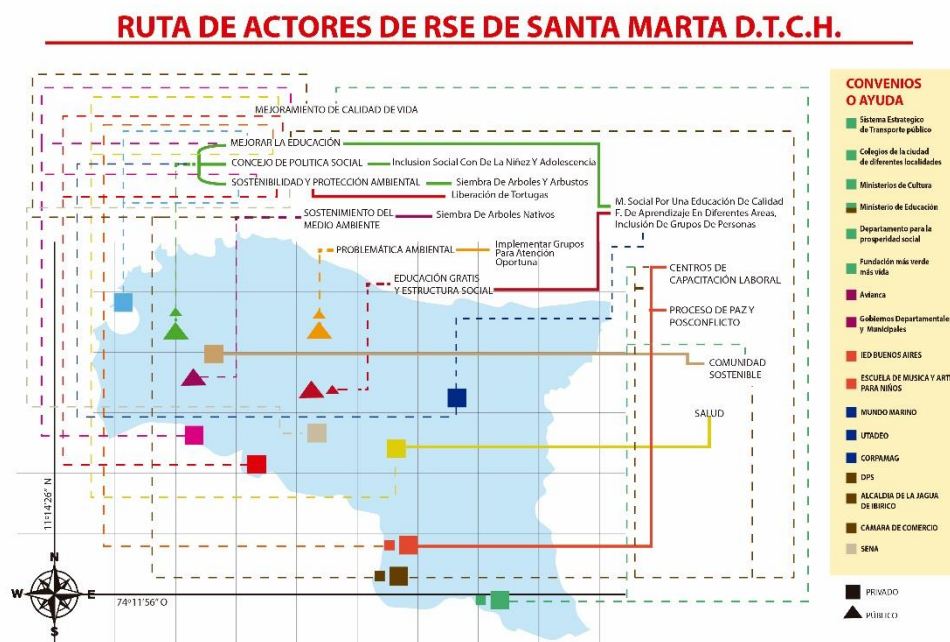 RUTA DE ACTORES DE RSE DE SANTA MARTA D.T.C.H.
MEJORAMIENTO DE CALIDAD DE VIDA
MEJORAR LA EDUCACIÓN
CONCEJO DE POLITICA SOCIAL
Inclusion Social Con De La Niñez Y Adolescencia
SOSTENIBILIDAD Y PROTECCIÓN AMBIENTAL
Siembra De Arboles Y Arbustos
Liberación De Tortugas
SOSTENIMIENTO DEL
MEDIO AMBIENTE
Siembra De Arboles Nativos
M. Social Por Una Educación De Calidad
F. De Aprendizaje En Diferentes Areas,
Inclusión De Grupos De Personas
PROBLEMÁTICA AMBIENTAL
Implementar Grupos
Para Atención
Oportuna
EDUCACIÓN GRATIS
Y ESTRUCTURA SOCIAL
CENTROS DE
CAPACITACIÓN LABORAL
PROCESO DE PAZ Y
POSCONFLICTO
COMUNIDAD
SOSTENIBLE
SALUD
11º14'26” N
74º11'56” O
N
W
E
S
CONVENIOS
O AYUDA
Sistema Estrategico
de Transporte público
Colegios de la ciudad
de diferentes localidades
Ministerios de Cultura
Ministerio de Educación
Departamento para la
prosperidad social
Fundación más verde
más vida
Avianca
Gobiernos Departamentales
y Municipales
IED BUENOS AIRES
ESCUELA DE MUSICA Y ARTE
PARA NIÑOS
MUNDO MARINO
UTADEO
CORPAMAG
DPS
ALCALDIA DE LA JAGUA
DE IBIRICO
CAMARA DE COMERCIO
SENA
PRIVADO
PÚBLICO